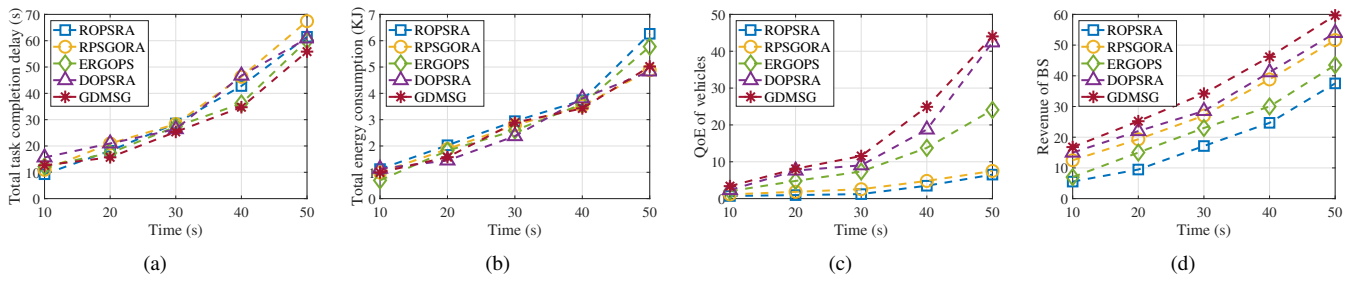 Total task completion delay (s)
70
60
50
40
30
20
10
0
ROPSRA
RPSGORA
ERGOPS
DOPSRA
GDMSG
10 20 30 40 50
Time (s)
(a)
Total energy consumption (KJ)
7
6
5
4
3
2
1
0
ROPSRA
RPSGORA
ERGOPS
DOPSRA
GDMSG
10 20 30 40 50
Time (s)
(b)
QoE of vehicles
50
40
30
20
10
0
ROPSRA
RPSGORA
ERGOPS
DOPSRA
GDMSG
10 20 30 40 50
Time (s)
(c)
Revenue of BS
60
50
40
30
20
10
0
ROPSRA
RPSGORA
ERGOPS
DOPSRA
GDMSG
10 20 30 40 50
Time (s)
(d)